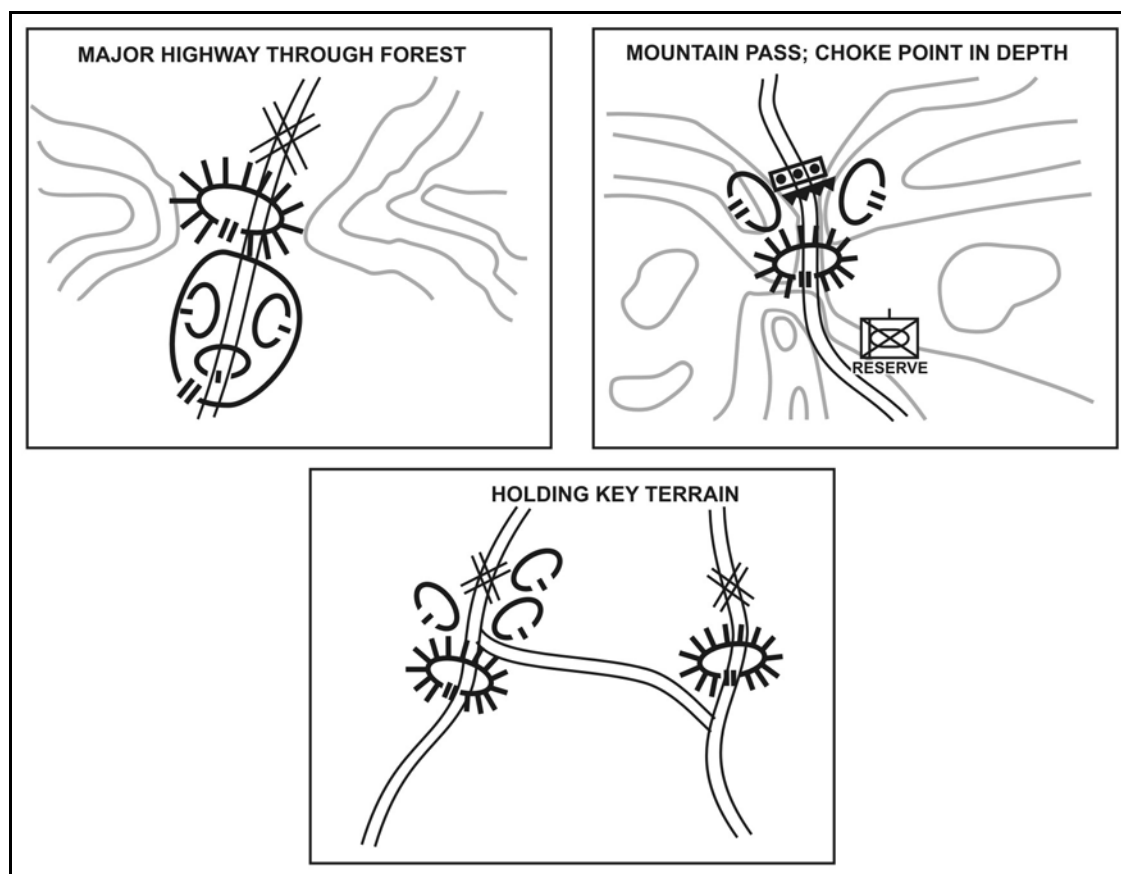 MAJOR HIGHWAY THROUGH FOREST
MOUNTAIN PASS; CHOKE POINT IN DEPTH
RESERVE
HOLDING KEY TERRAIN